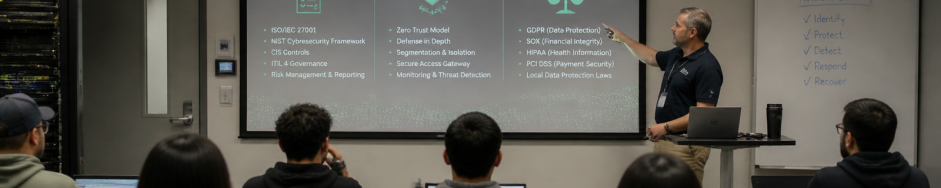 ISO/IEC 27001
NIST Cybersecurity Framework
CIS Controls
ITIL 4 Governance
Risk Management & Reporting
Zero Trust Model
Defense in Depth
Segmentation & Isolation
Secure Access Gateway
Monitoring & Threat Detection
GDPR (Data Protection)
SOX (Financial Integrity)
HIPAA (Health Information)
PCI DSS (Payment Security)
Local Data Protection Laws
✓ Identify
✓ Protect
✓ Detect
✓ Respond
✓ Recover